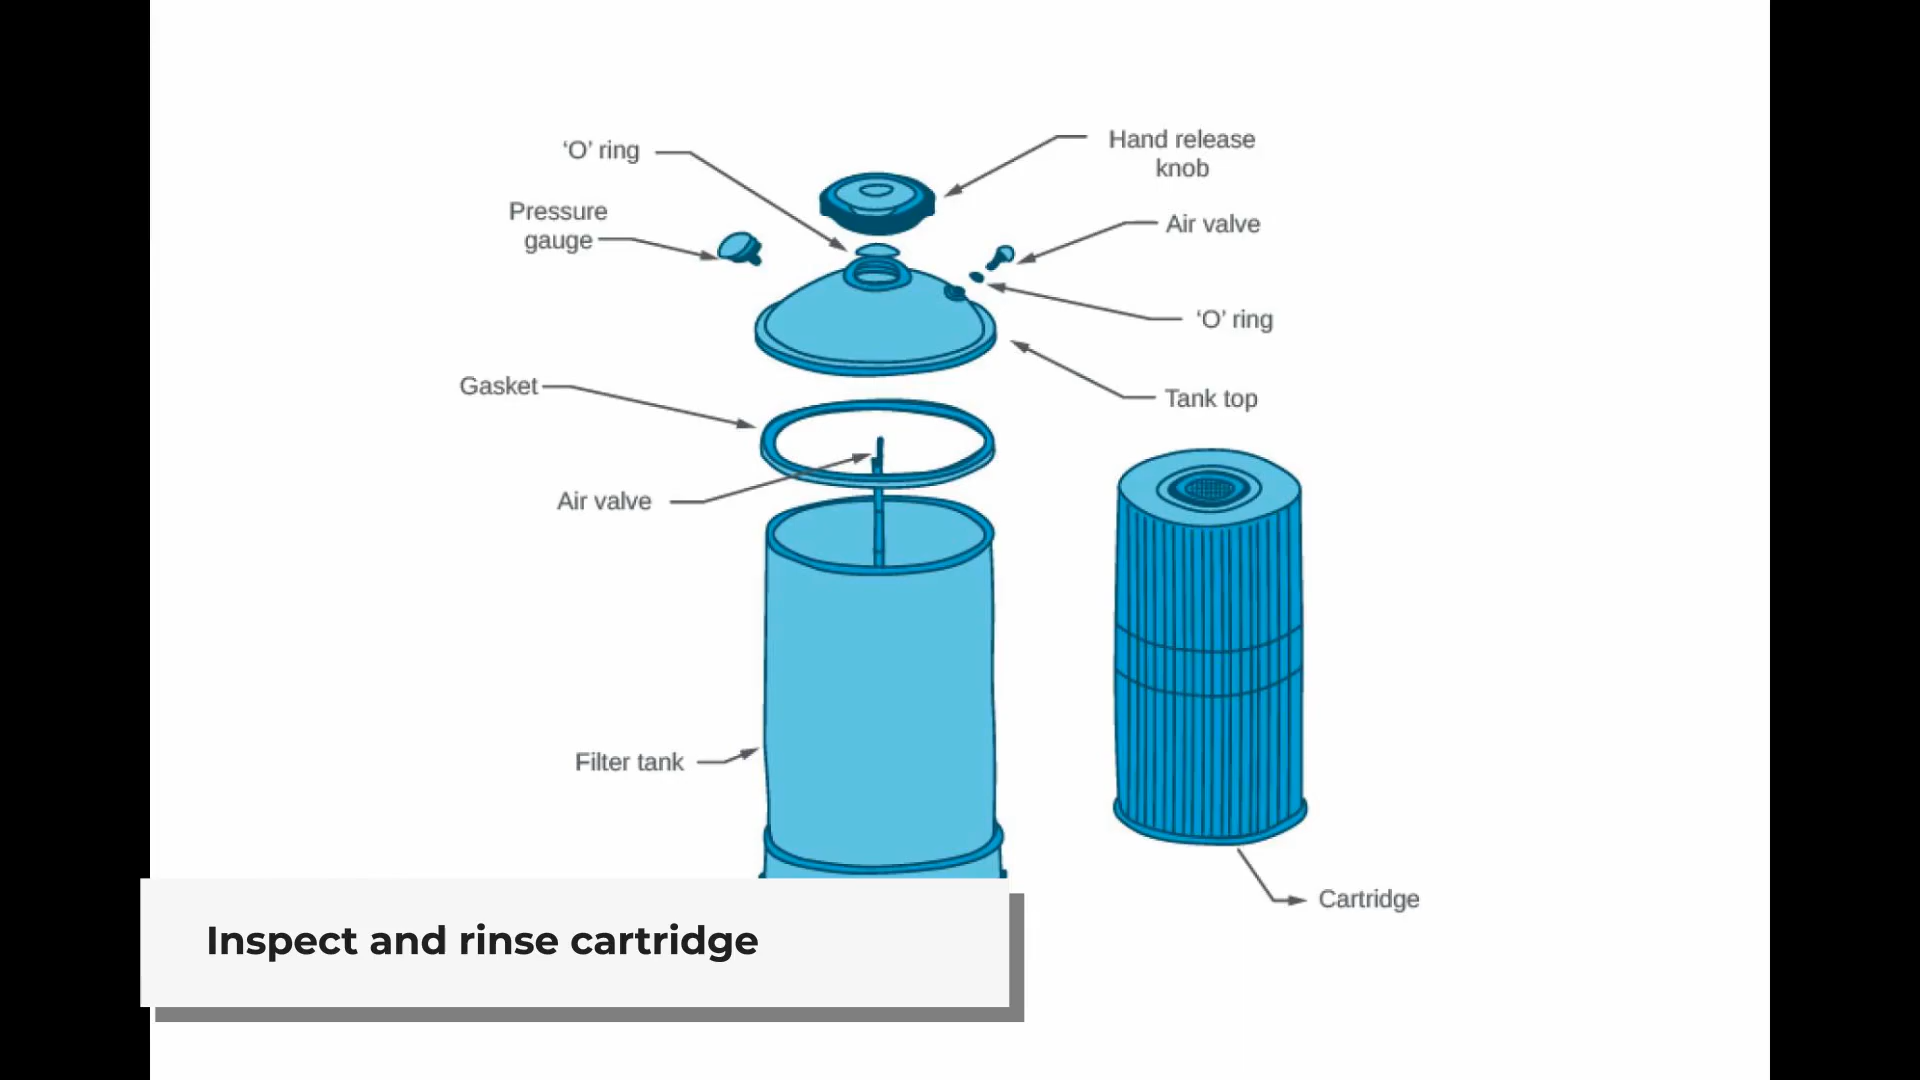 ‘O’ ring
Hand release
knob
Pressure
gauge
Air valve
‘O’ ring
Gasket
Tank top
Air valve
Filter tank
Cartridge
Inspect and rinse cartridge